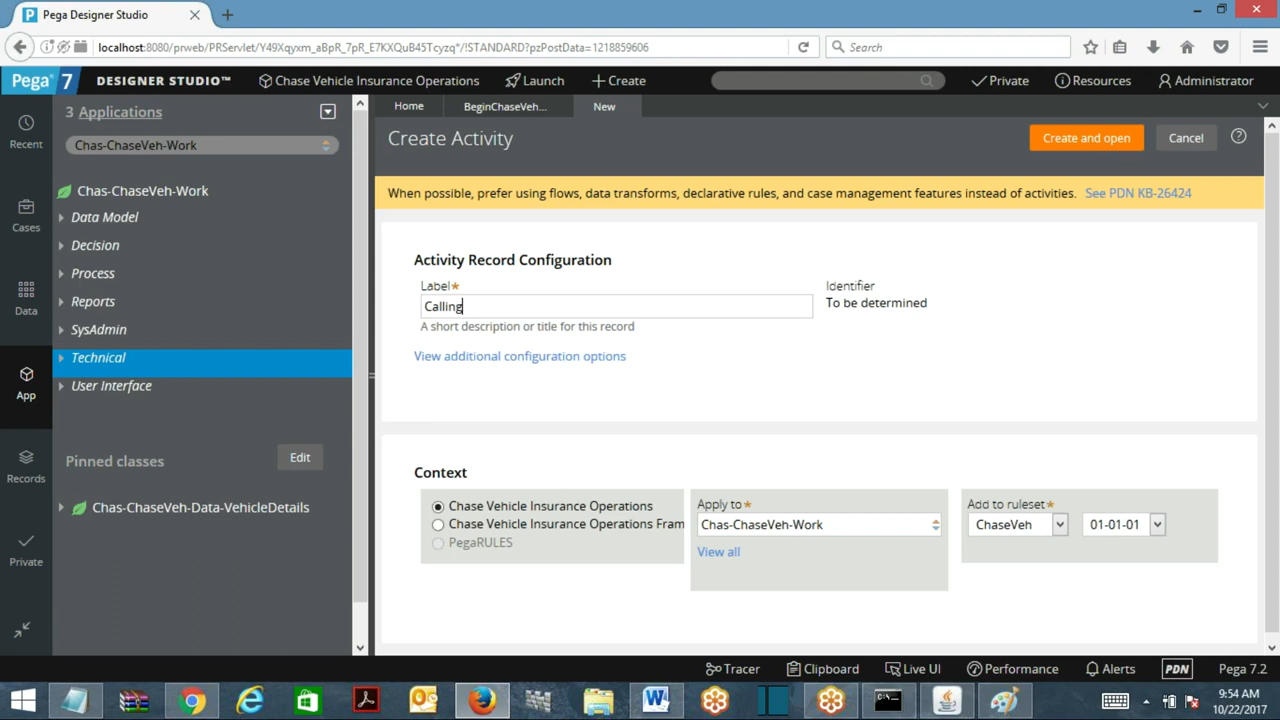 Pega Designer Studio
localhost:8080/prweb/PRServlet/Y49Xqyxm_aBpR_7pR_E7KXQuB45Tcyzq*/!STANDARD?pzPostData=1218859606
Search
Pega 7 DESIGNER STUDIO™ Chase Vehicle Insurance Operations Launch Create Private Resources Administrator
3 Applications
Home BeginChaseVeh... New
Recent
Chas-ChaseVeh-Work
Create Activity
Create and open Cancel
Chas-ChaseVeh-Work
When possible, prefer using flows, data transforms, declarative rules, and case management features instead of activities. See PDN KB-26424
Cases
Data Model
Decision
Process
Reports
SysAdmin
Technical
User Interface
Data
App
Activity Record Configuration
Label
Calling
A short description or title for this record
View additional configuration options
Identifier
To be determined
Pinned classes Edit
Records
Chas-ChaseVeh-Data-VehicleDetails
Private
Context
Chase Vehicle Insurance Operations
Chase Vehicle Insurance Operations Fram
PegaRULES
Apply to
Chas-ChaseVeh-Work
View all
Add to ruleset
ChaseVeh 01-01-01
Tracer Clipboard Live UI Performance Alerts PDN Pega 7.2
9:54 AM
10/22/2017